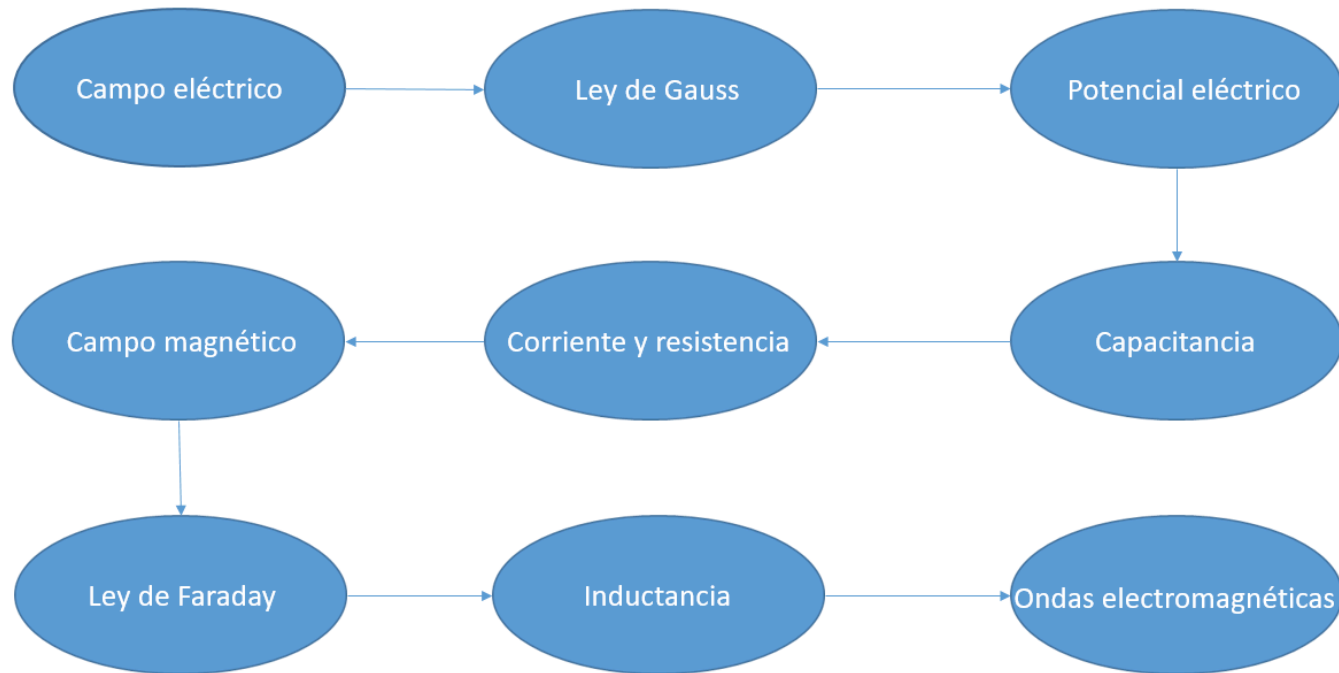 Campo eléctrico
Ley de Gauss
Potencial eléctrico
Campo magnético
Corriente y resistencia
Capacitancia
Ley de Faraday
Inductancia
Ondas electromagnéticas